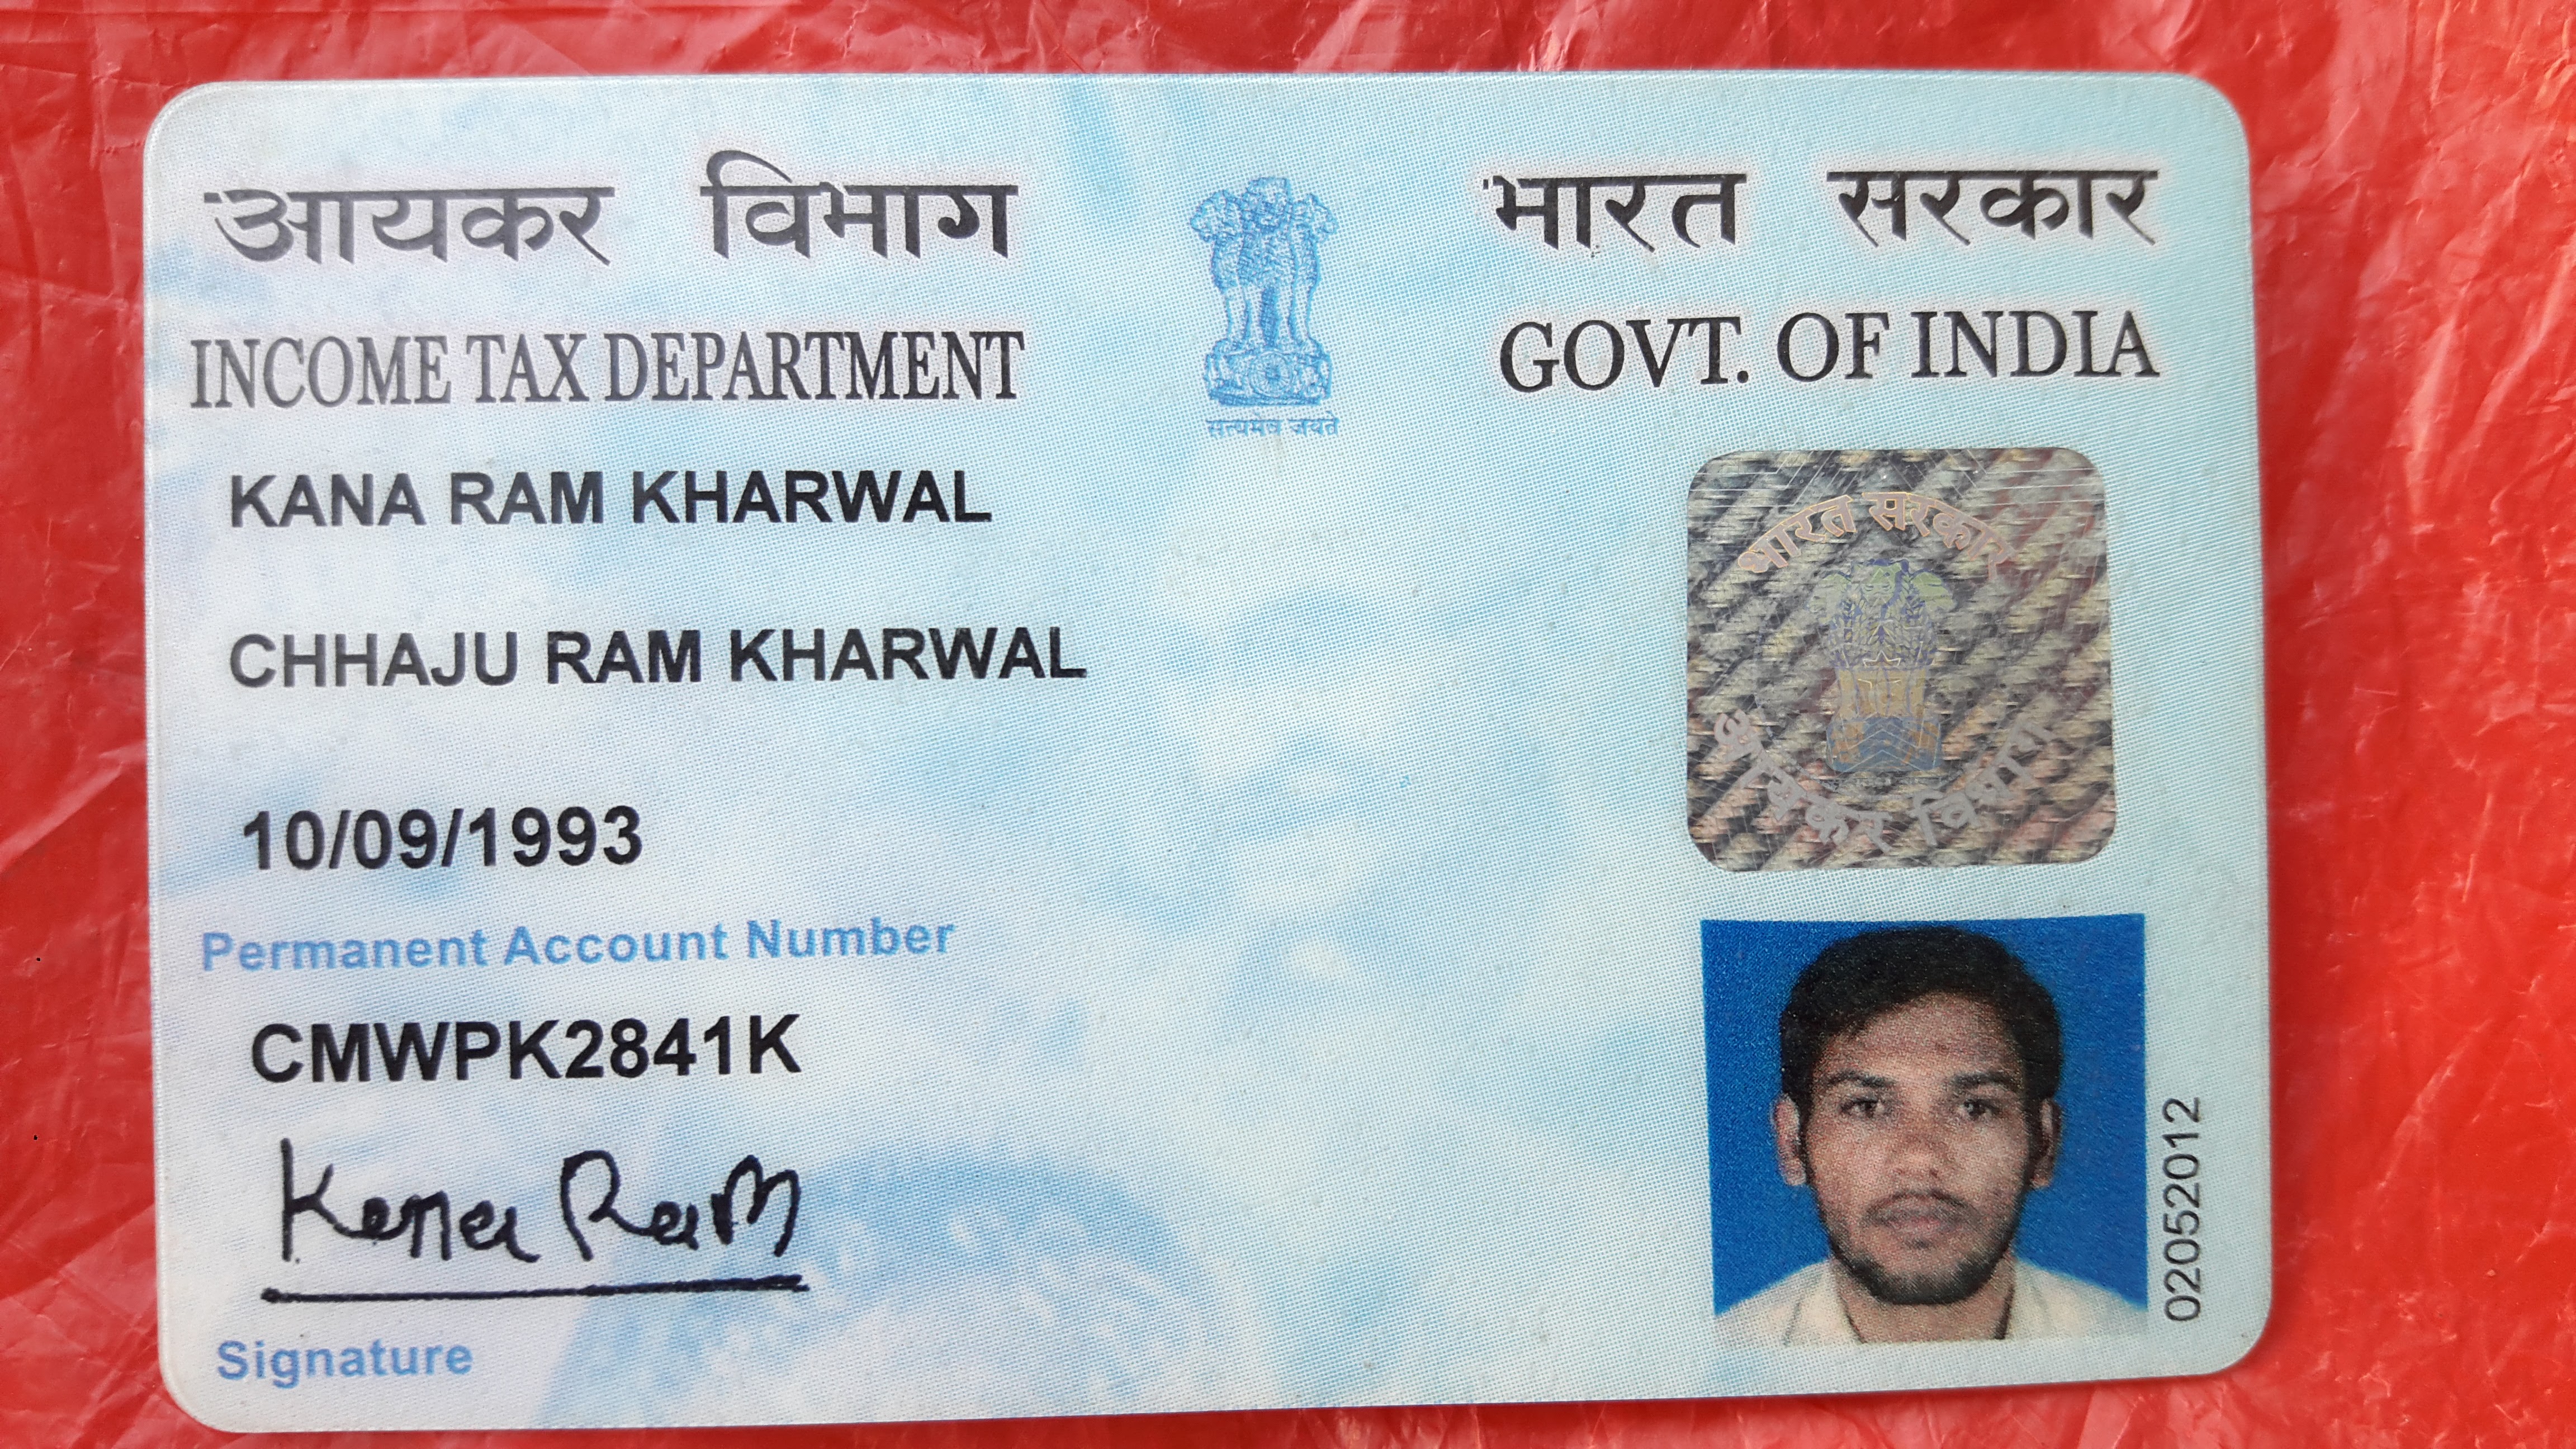 आयकर विभाग
INCOME TAX DEPARTMENT
सत्यमेव जयते
भारत सरकार
GOVT. OF INDIA
KANA RAM KHARWAL
CHHAJU RAM KHARWAL
10/09/1993
Permanent Account Number
CMWPK2841K
Kana Ram
Signature
भारत सरकार
आयकर विभाग
02052012